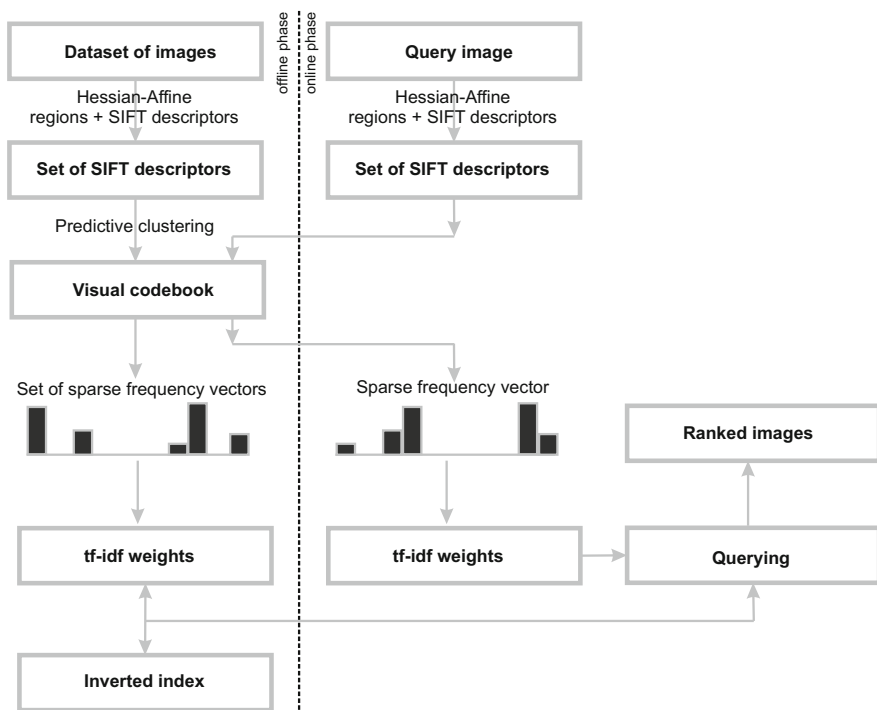 Dataset of images
offline phase
online phase
Query image
Hessian-Affine
regions + SIFT descriptors
Hessian-Affine
regions + SIFT descriptors
Set of SIFT descriptors
Set of SIFT descriptors
Predictive clustering
Visual codebook
Set of sparse frequency vectors
Sparse frequency vector
Ranked images
tf-idf weights
tf-idf weights
Querying
Inverted index